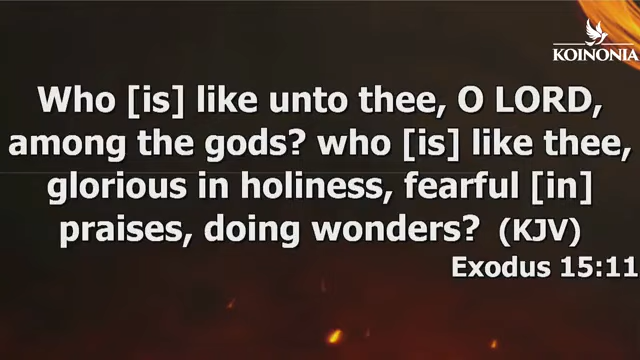 KOINONIA
Who [is] like unto thee, O LORD,
among the gods? who [is] like thee,
glorious in holiness, fearful [in]
praises, doing wonders? (KJV)
Exodus 15:11